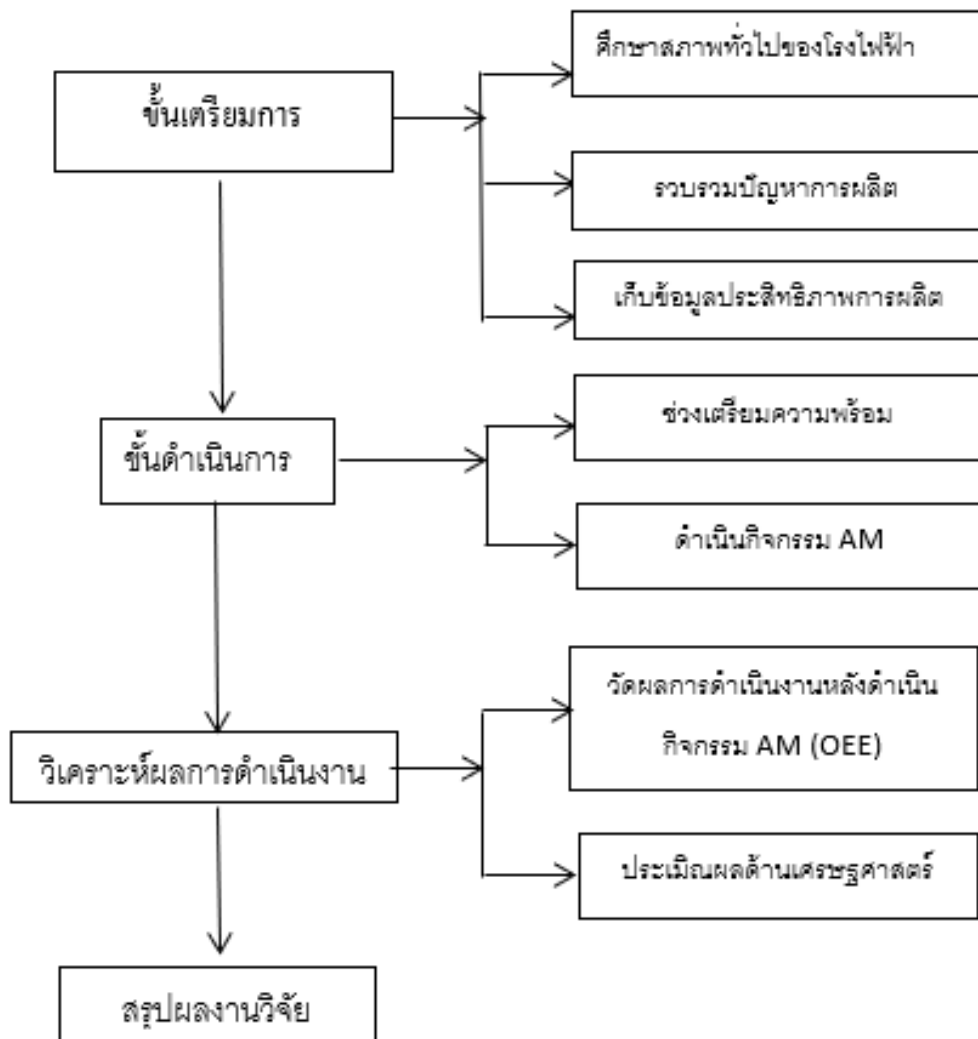 ขั้นเตรียมการ
ศึกษาสภาพทั่วไปของโรงไฟฟ้า
รวบรวมปัญหาการผลิต
เก็บข้อมูลประสิทธิภาพการผลิต
ขั้นดำเนินการ
ช่วงเตรียมความพร้อม
ดำเนินกิจกรรม AM
วิเคราะห์ผลการดำเนินงาน
วัดผลการดำเนินงานหลังดำเนิน
กิจกรรม AM (OEE)
ประเมิณผลด้านเศรษฐศาสตร์
สรุปผลงานวิจัย